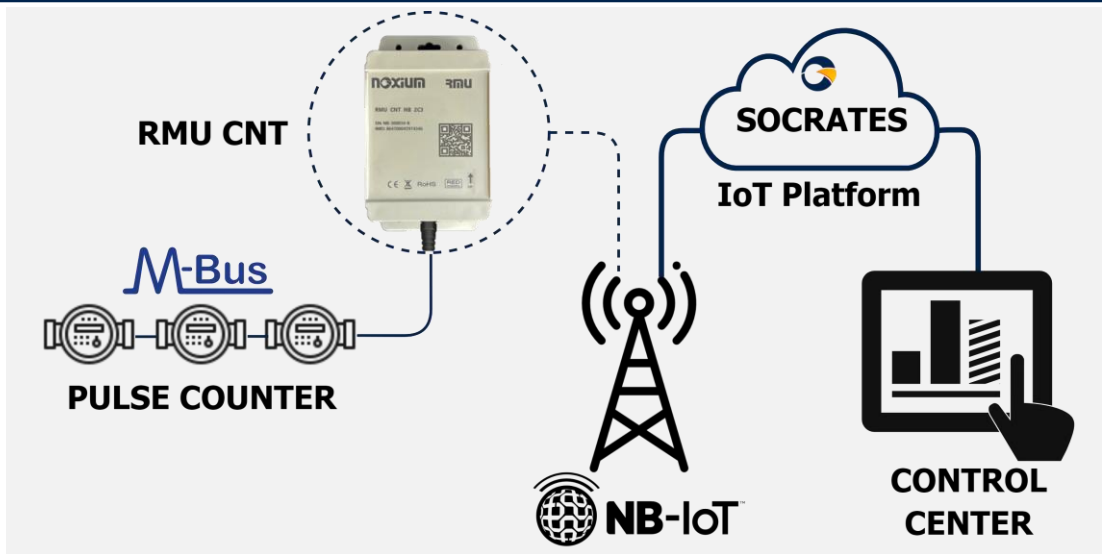 RMU CNT
noxium RMU
RMU CNT NB 2C3
CE RoHS
M-Bus
PULSE COUNTER
NB-IoT
SOCRATES
IoT Platform
CONTROL
CENTER